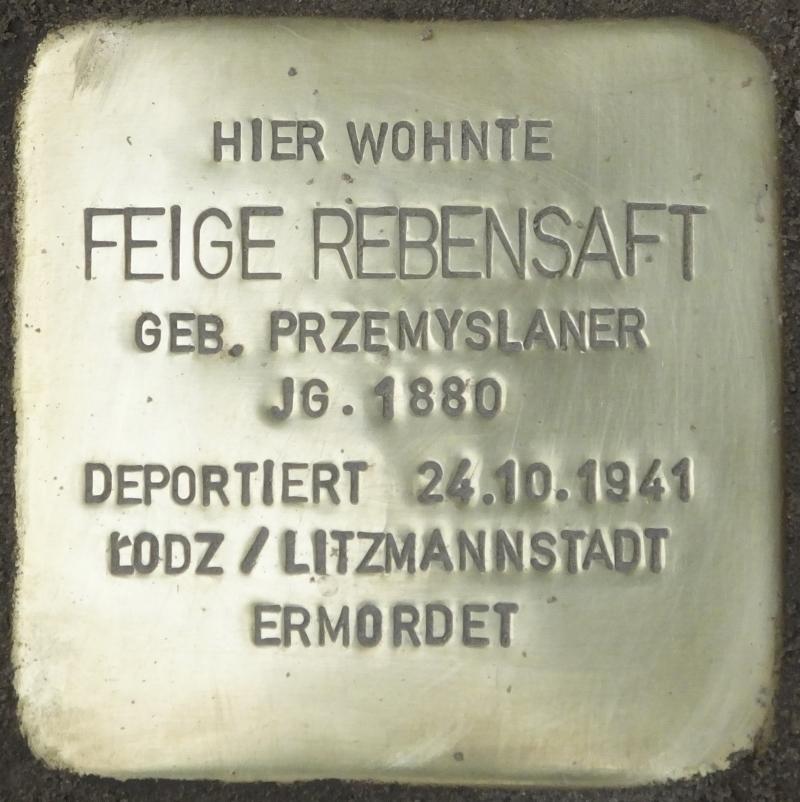 HIER WOHNTE
FEIGE REBENSAFT
GEB. PRZEMYSLANER
JG. 1880
DEPORTIERT 24.10.1941
ŁODZ / LITZMANNSTADT
ERMORDET